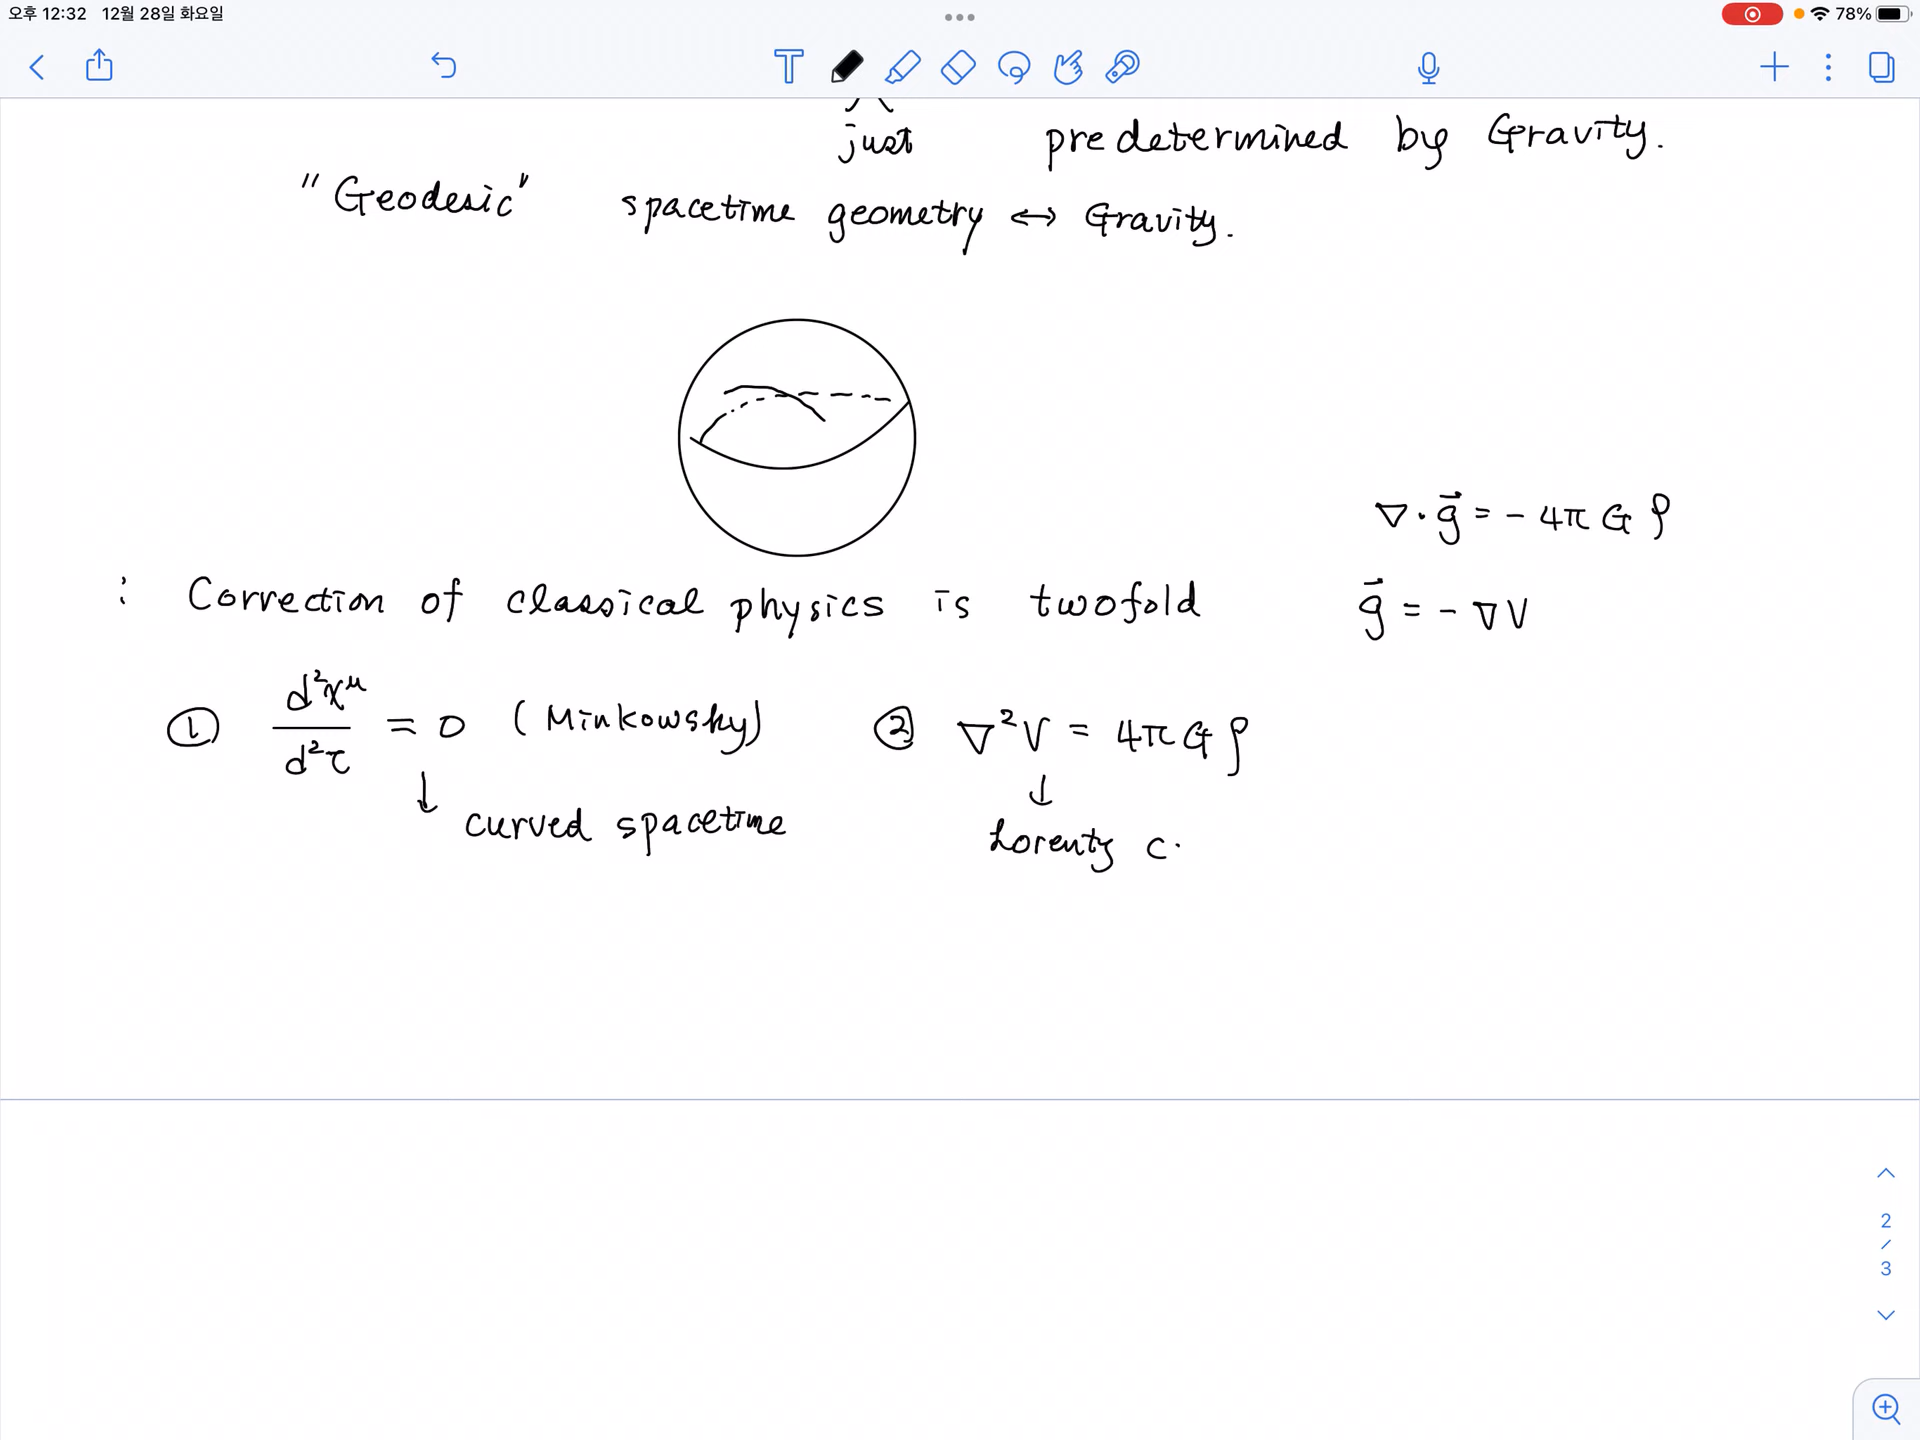 오후 12:32 12월 28일 화요일
78%
just predetermined by Gravity.
"Geodesic" spacetime geometry ↔ Gravity.
∇·g⃗ = - 4π G ρ
: Correction of classical physics is twofold
g⃗ = - ∇V
① d²x^μ / d²τ = 0 (Minkowsky) ② ∇²V = 4π G ρ
↓ curved spacetime
↓ Lorentz c.
2 / 3